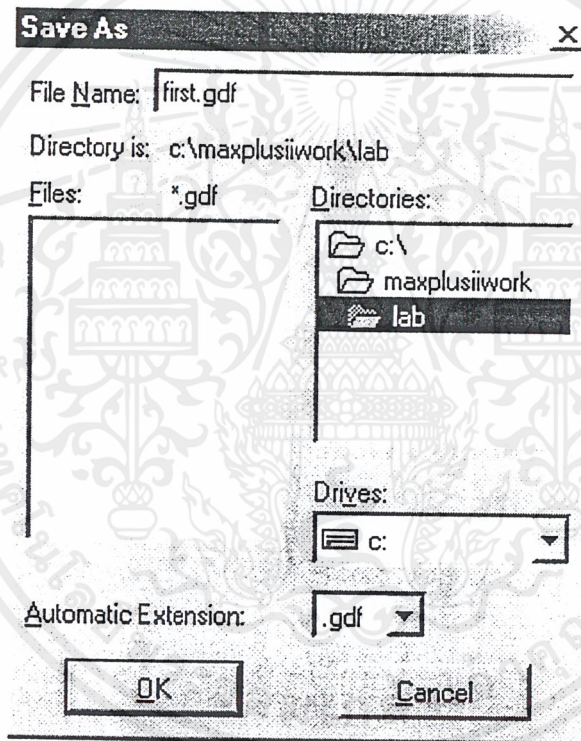 Save As
File Name: first.gdf
Directory is: c:\maxplusiiwork\lab
Files: *.gdf
Directories:
c:\
maxplusiiwork
lab
Drives:
c:
Automatic Extension: .gdf
OK Cancel